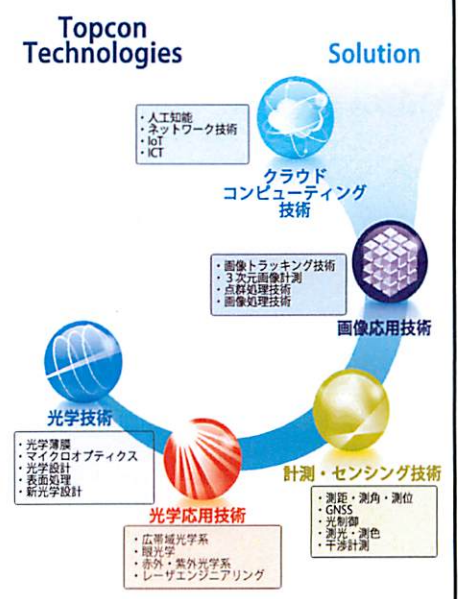 Topcon
Technologies
Solution
・人工知能
・ネットワーク技術
・IoT
・ICT
クラウド
コンピューティング
技術
・画像トラッキング技術
・３次元画像計測
・点群処理技術
・画像処理技術
画像応用技術
光学技術
・光学薄膜
・マイクロオプティクス
・光学設計
・表面処理
・新光学設計
計測・センシング技術
・測距・測角・測位
・GNSS
・光制御
・測光・測色
・干渉計測
光学応用技術
・広帯域光学系
・眼光学
・赤外・紫外光学系
・レーザエンジニアリング